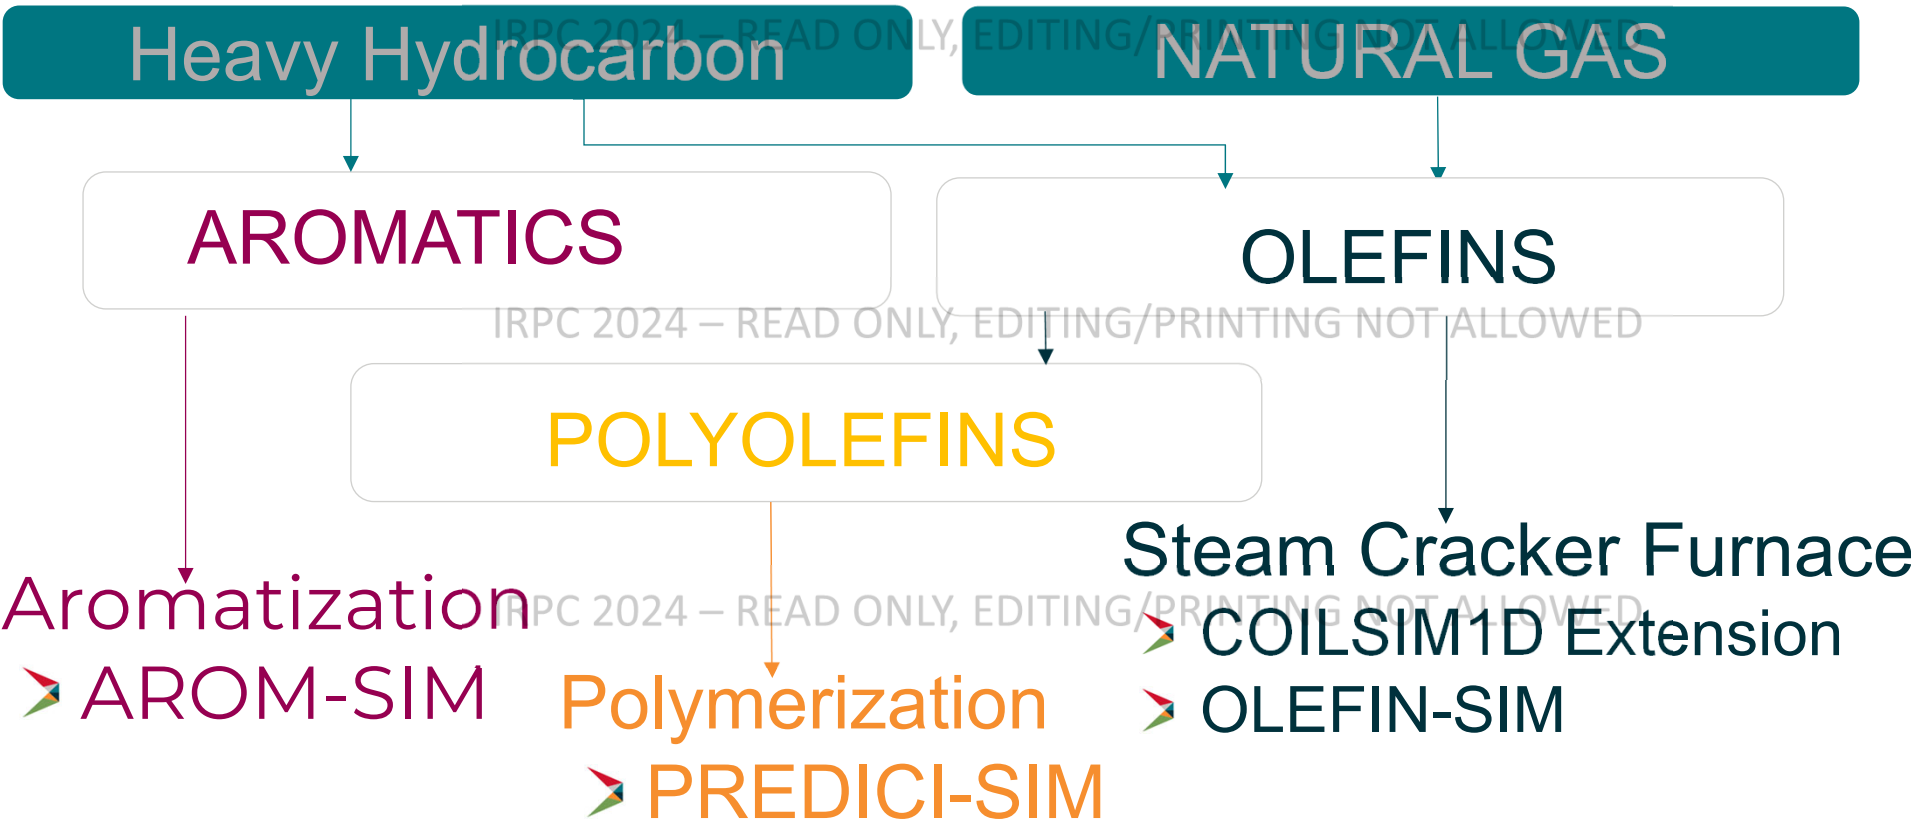 Heavy Hydrocarbon
NATURAL GAS
IRPC 2024 – READ ONLY, EDITING/PRINTING NOT ALLOWED
AROMATICS
OLEFINS
IRPC 2024 – READ ONLY, EDITING/PRINTING NOT ALLOWED
POLYOLEFINS
Steam Cracker Furnace
COILSIM1D Extension
OLEFIN-SIM
IRPC 2024 – READ ONLY, EDITING/PRINTING NOT ALLOWED
Aromatization
AROM-SIM
Polymerization
PREDICI-SIM